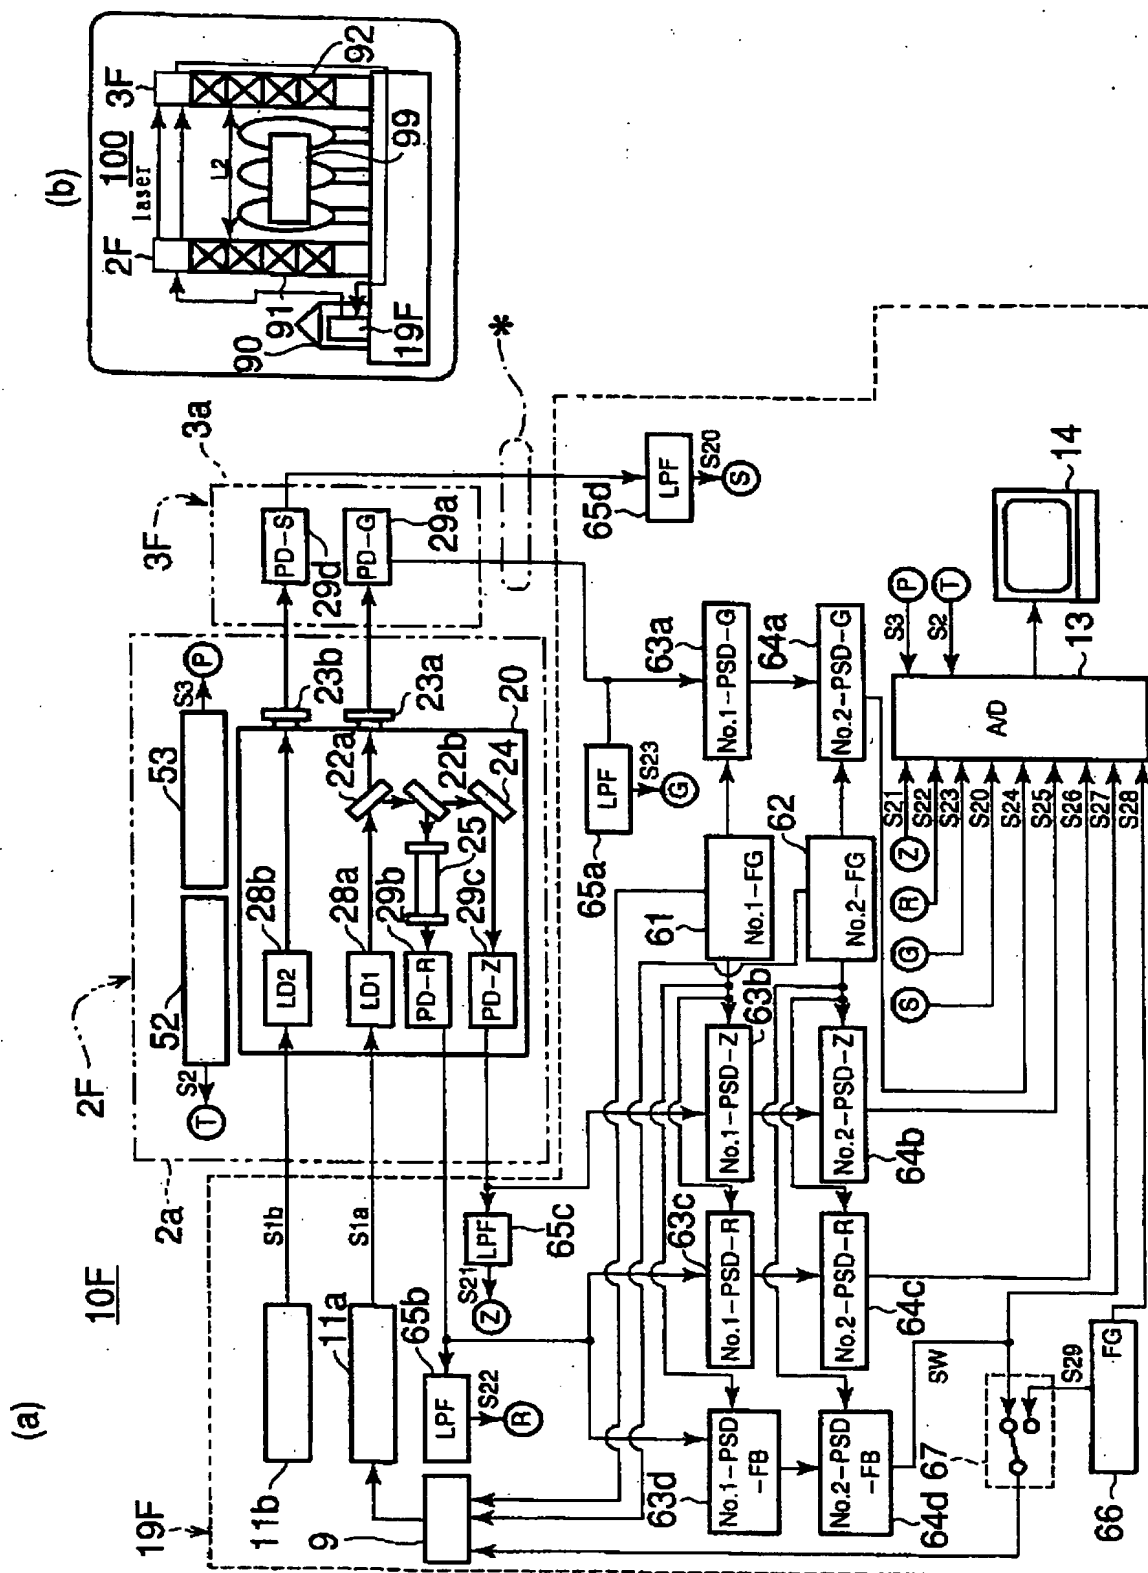 (a)
10F
19F
11b
11a
9
S1b
S1a
65b
LPF
S22
R
S21
Z
LPF
65c
2a
2F
52
53
S2
T
S3
P
28b
LD2
28a
LD1
29b
PD-R
29c
PD-Z
25
22a
22b
24
20
23b
23a
3F
3a
PD-S
29d
PD-G
29a
*
65d
LPF
S20
S
65a
LPF
S23
G
63a
No.1-PSD-G
64a
No.2-PSD-G
61
No.1-FG
62
No.2-FG
63b
No.1-PSD-Z
No.2-PSD-Z
64b
63c
No.1-PSD-R
No.2-PSD-R
64c
63d
No.1-PSD
-FB
No.2-PSD
-FB
64d
SW
67
S29
FG
66
Z
R
G
S
S21
S22
S23
S20
S24
S25
S26
S27
S28
A/D
13
14
S3
P
S2
T
(b)
100
laser
2F
3F
L2
90
91
92
99
19F